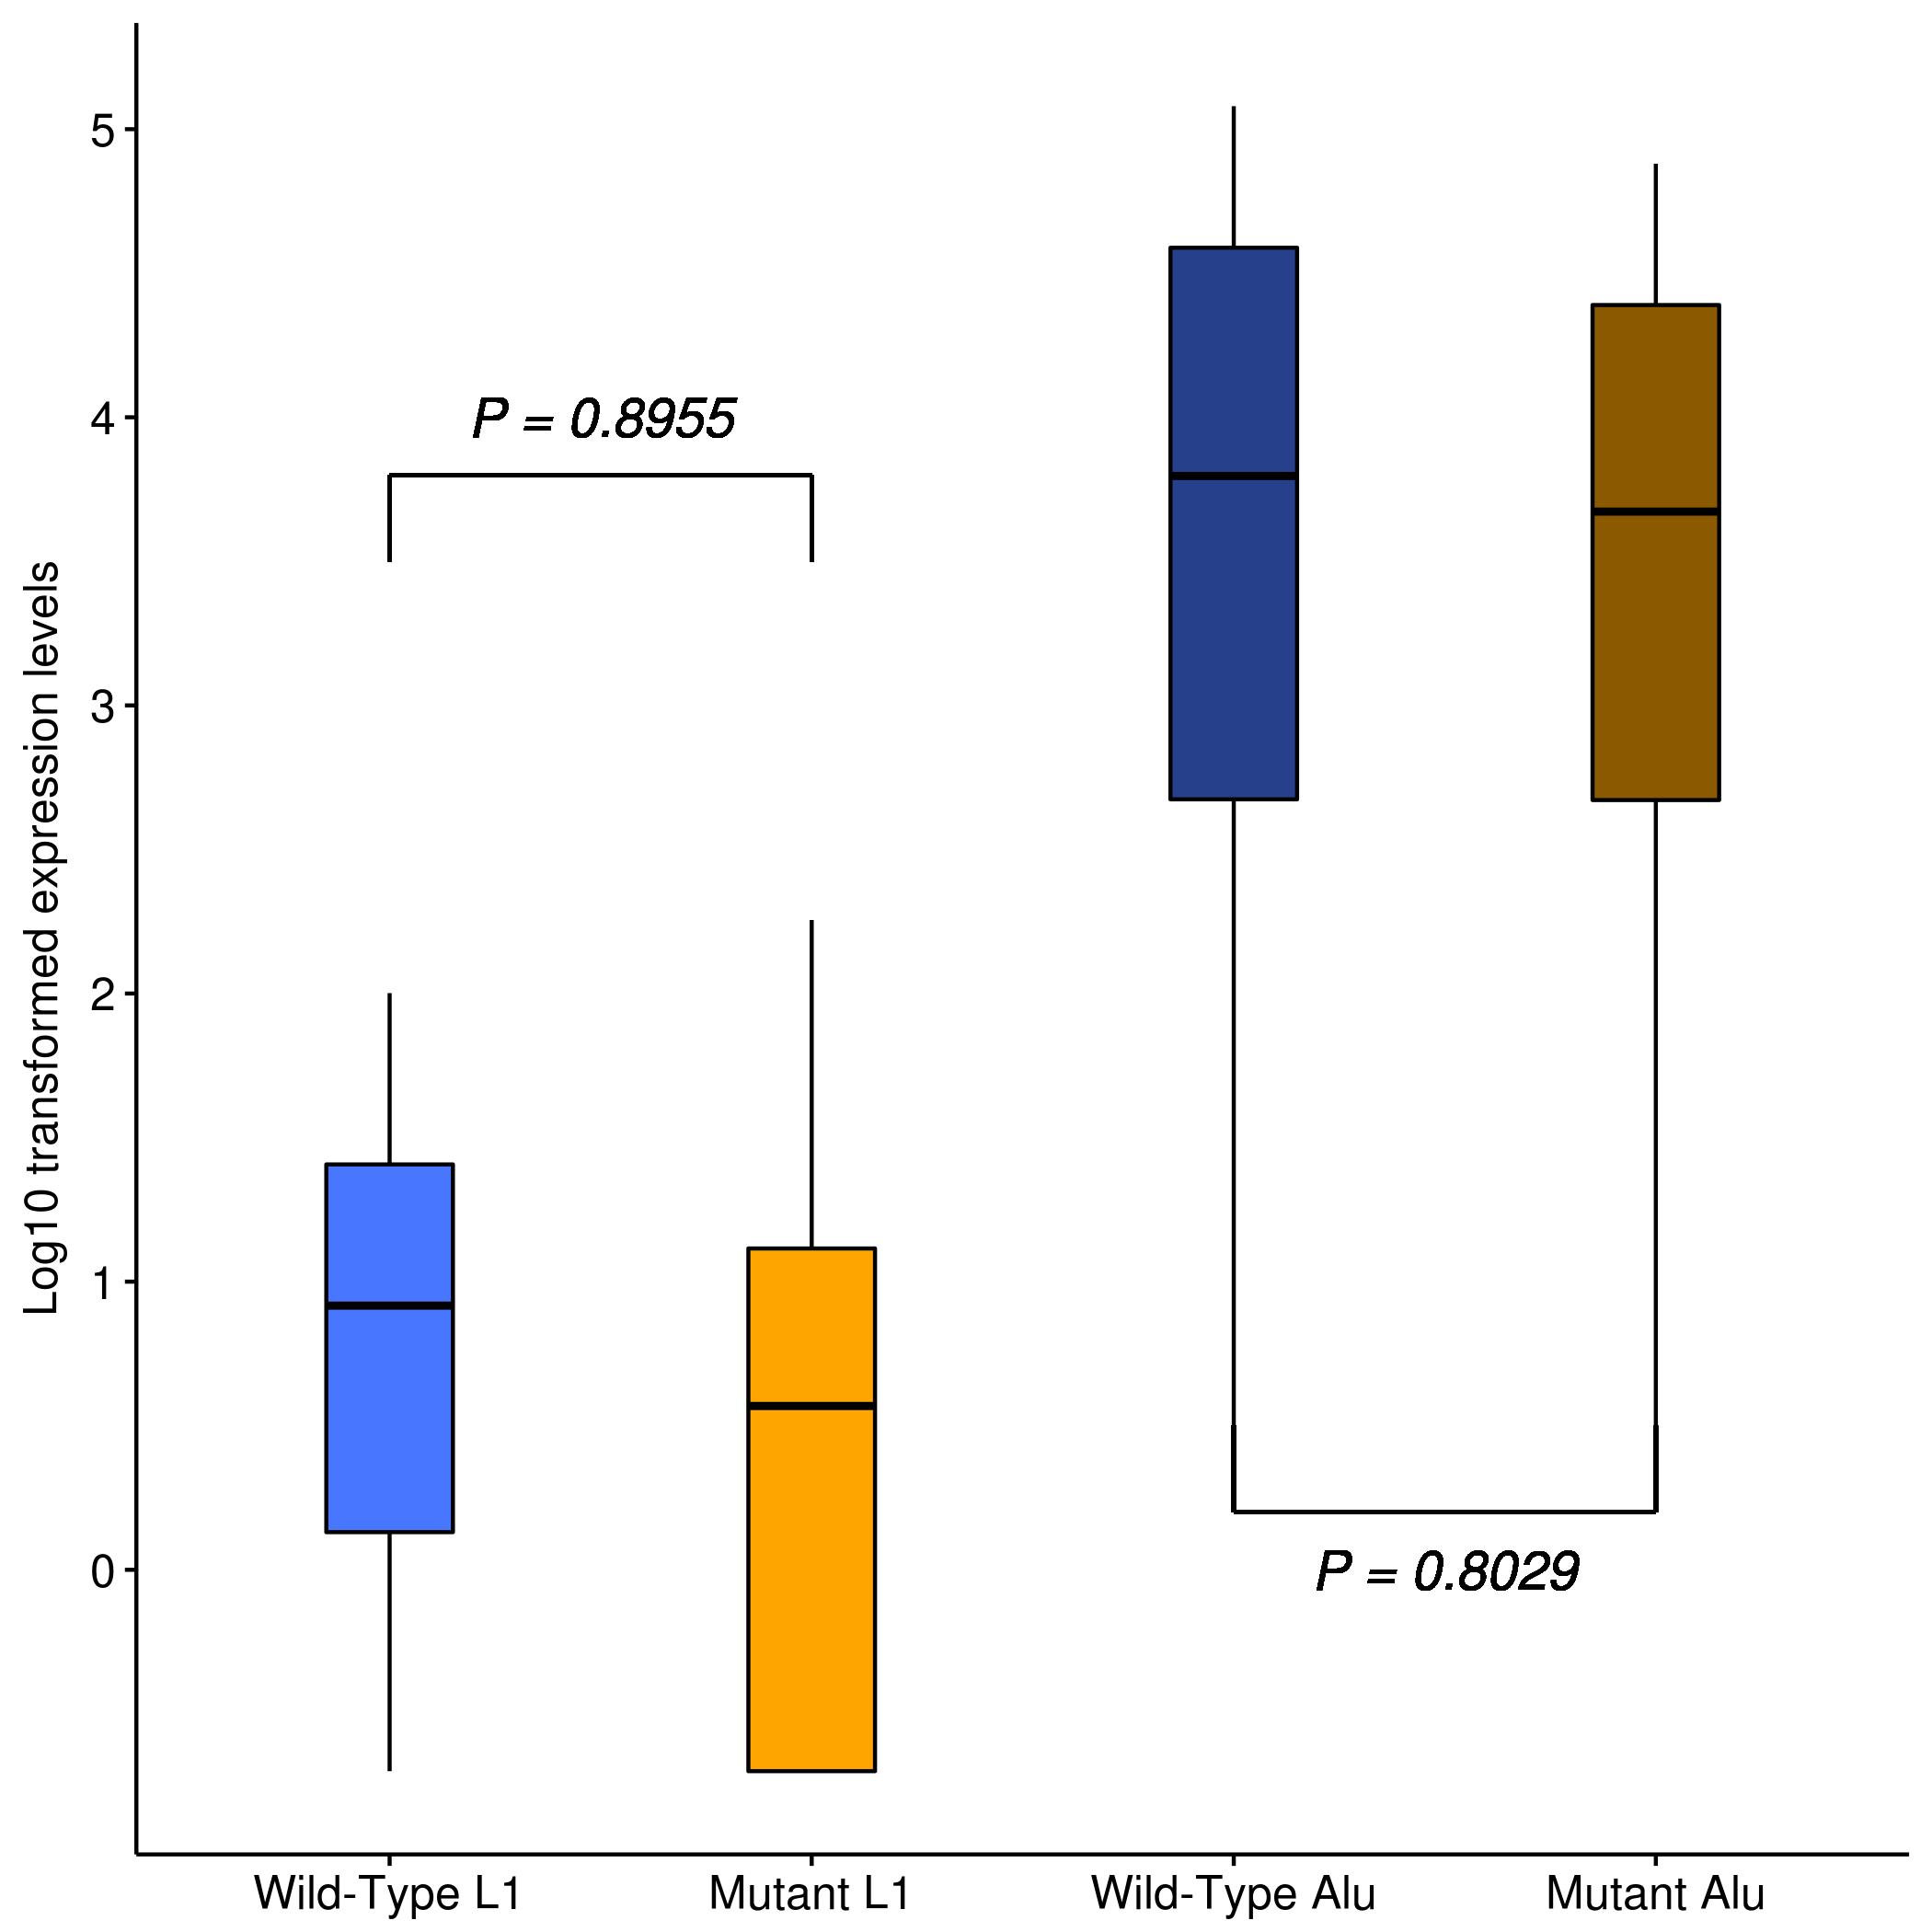 Log10 transformed expression levels
5
4
3
2
1
0
P = 0.8955
P = 0.8029
Wild-Type L1
Mutant L1
Wild-Type Alu
Mutant Alu